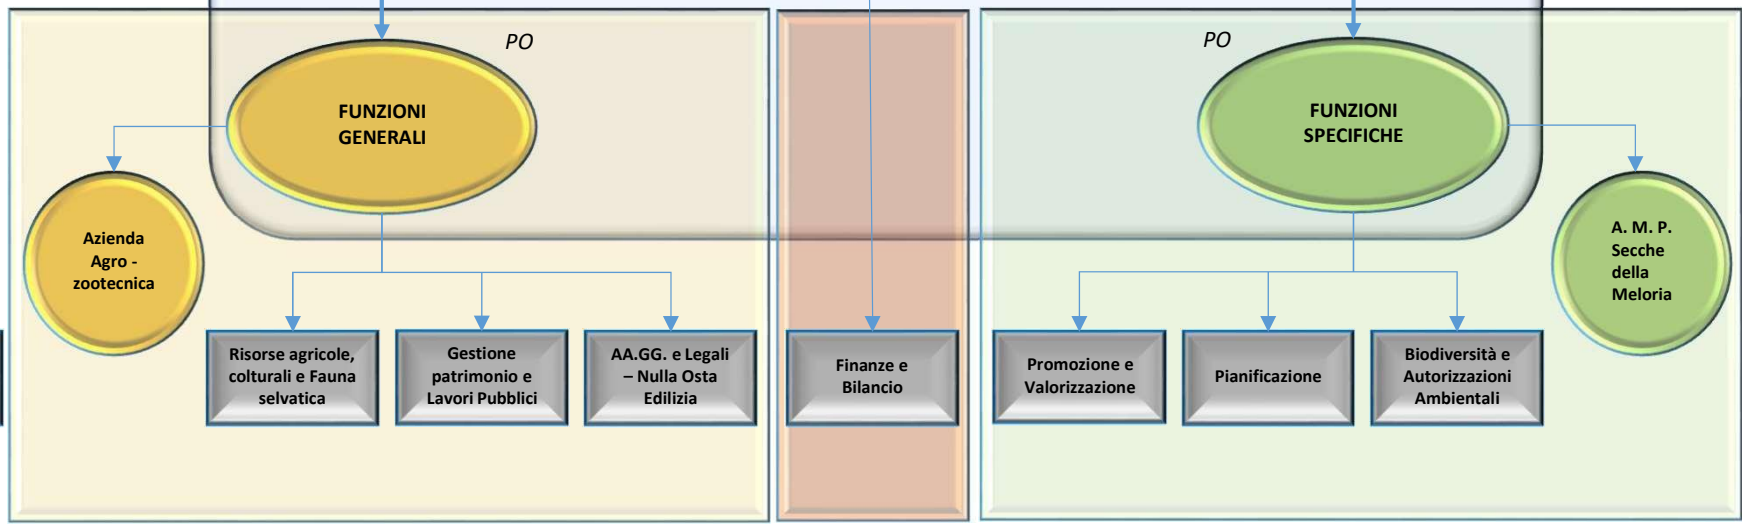 PO
FUNZIONI
GENERALI
Azienda
Agro -
zootecnica
Risorse agricole,
colturali e Fauna
selvatica
Gestione
patrimonio e
Lavori Pubblici
AA.GG. e Legali
– Nulla Osta
Edilizia
Finanze e
Bilancio
PO
FUNZIONI
SPECIFICHE
A. M. P.
Secche
della
Meloria
Promozione e
Valorizzazione
Pianificazione
Biodiversità e
Autorizzazioni
Ambientali